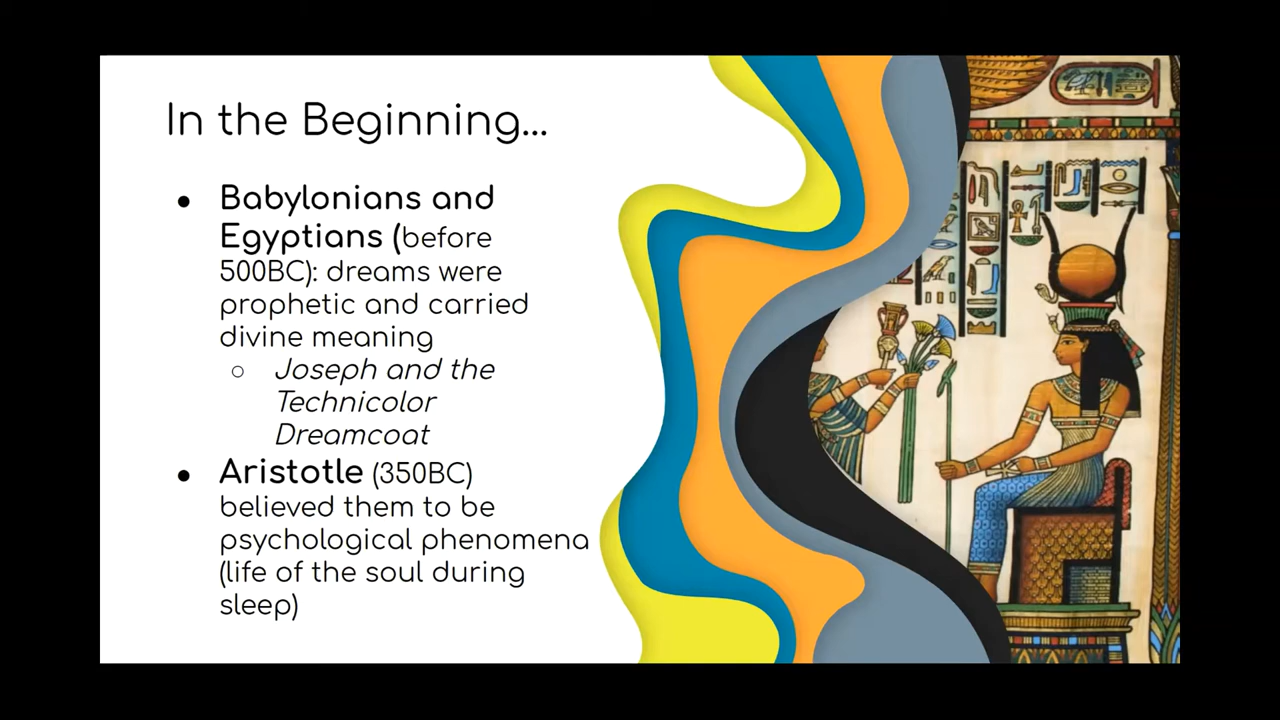 In the Beginning...
● Babylonians and
Egyptians (before
500BC): dreams were
prophetic and carried
divine meaning
○ Joseph and the
Technicolor
Dreamcoat
● Aristotle (350BC)
believed them to be
psychological phenomena
(life of the soul during
sleep)